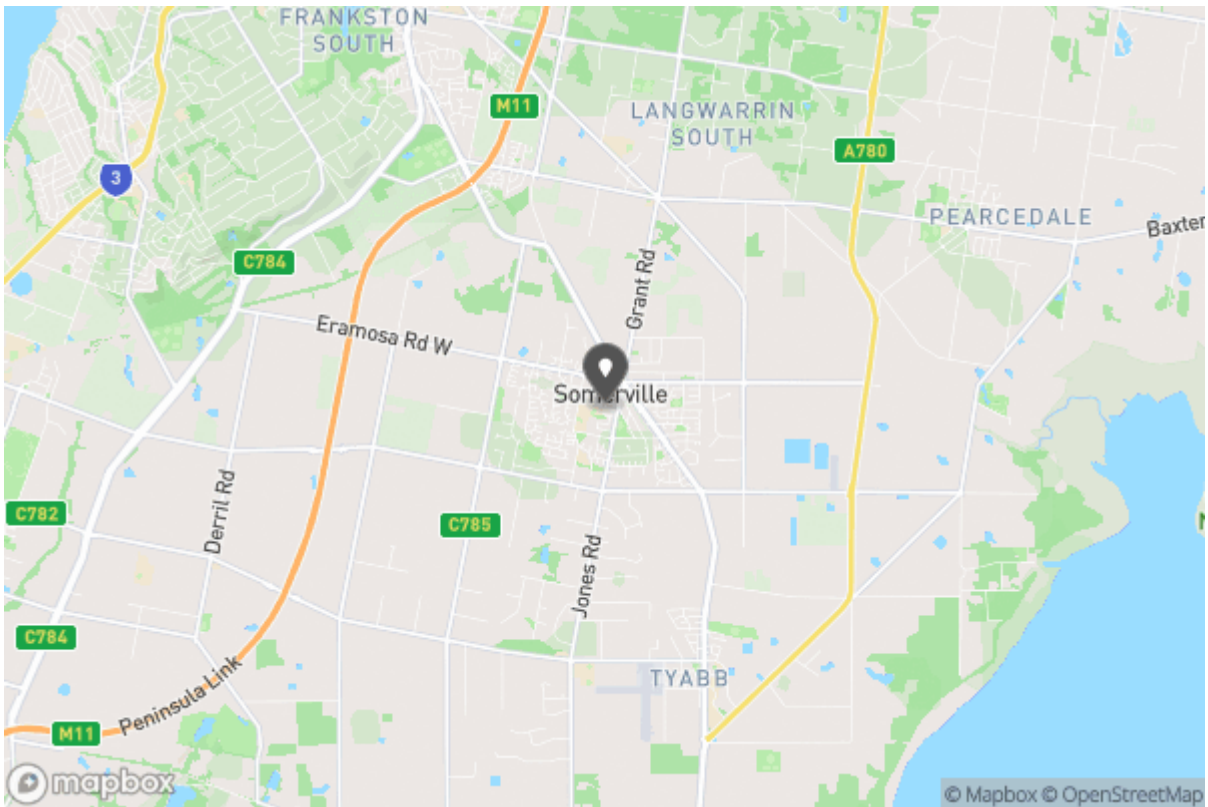 FRANKSTON
SOUTH
M11
LANGWARRIN
SOUTH
A780
3
PEARCEDALE
Baxter
C784
Grant Rd
Eramosa Rd W
Somerville
C782
Derril Rd
C785
Jones Rd
C784
Peninsula Link
TYABB
M11
mapbox
© Mapbox © OpenStreetMap